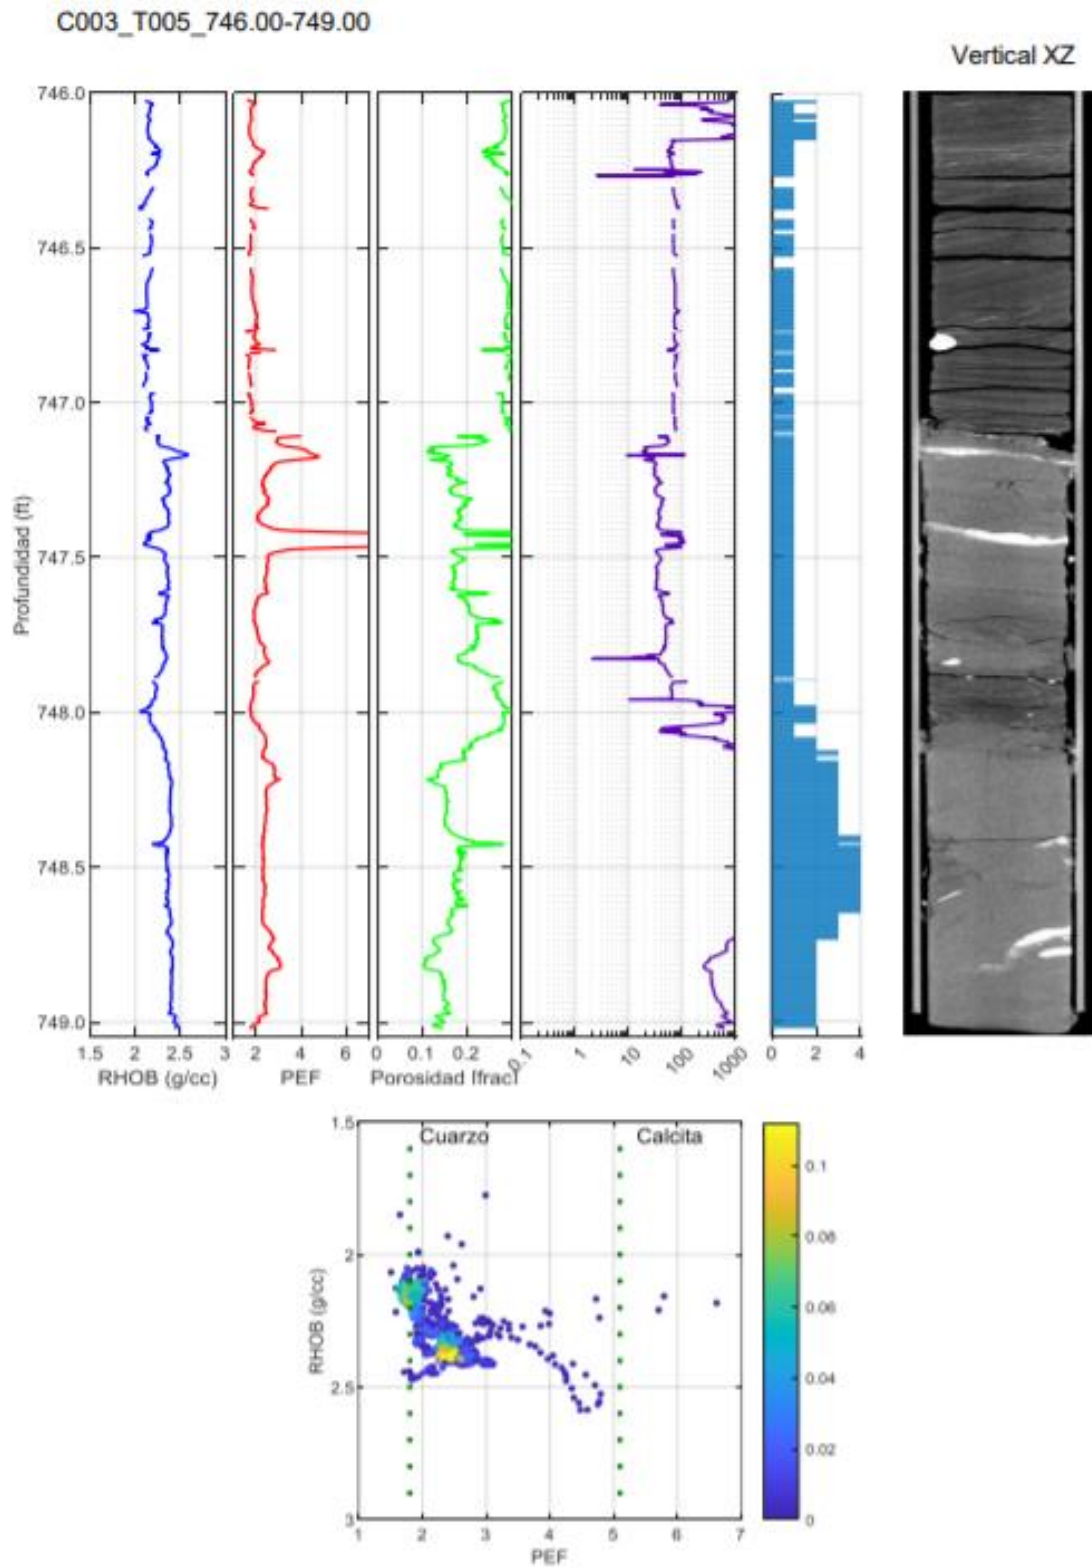 C003_T005_746.00-749.00
Vertical XZ
746.0
746.5
747.0
747.5
748.0
748.5
749.0
Profundidad (ft)
1.5 2 2.5 3
2 4 6
0 0.1 0.2
0.1 1 10 100 1000
0 2 4
RHOB (g/cc) PEF Porosidad [frac]
Cuarzo Calcita
1.5
2
2.5
3
RHOB (g/cc)
1 2 3 4 5 6 7
PEF
0.1
0.08
0.06
0.04
0.02
0